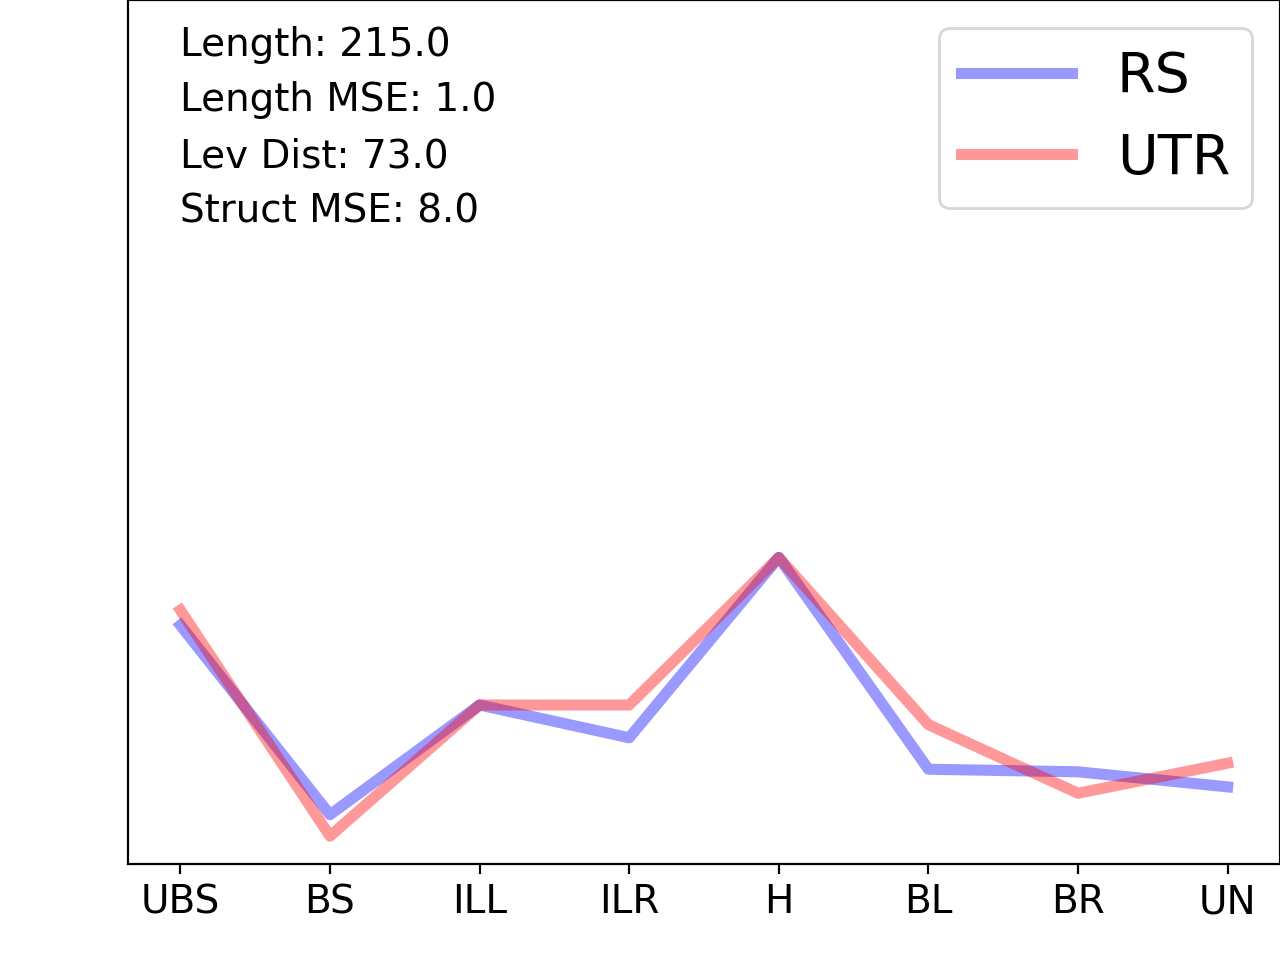 Length: 215.0
Length MSE: 1.0
Lev Dist: 73.0
Struct MSE: 8.0
RS
UTR
UBS BS ILL ILR H BL BR UN